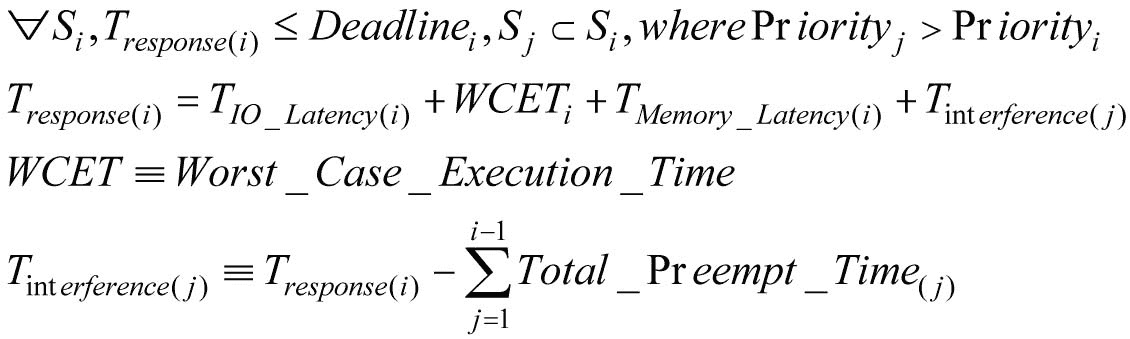 ∀S_i, T_response(i) ≤ Deadline_i, S_j ⊂ S_i, where Priority_j > Priority_i
T_response(i) = T_IO_Latency(i) + WCET_i + T_Memory_Latency(i) + T_interference(j)
WCET ≡ Worst_Case_Execution_Time
T_interference(j) ≡ T_response(i) − ∑_{j=1}^{i−1} Total_Preempt_Time_(j)